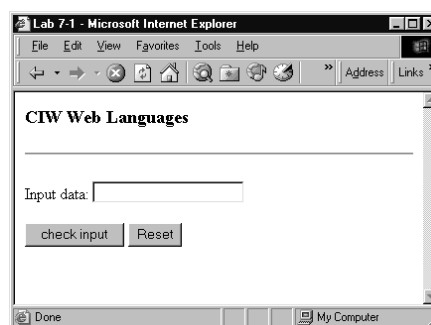 Lab 7-1 - Microsoft Internet Explorer
File Edit View Favorites Tools Help
» Address Links »
CIW Web Languages
Input data:
check input Reset
Done My Computer